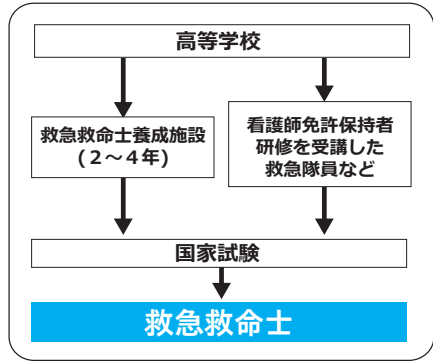 高等学校
救急救命士養成施設
(２～４年)
看護師免許保持者
研修を受講した
救急隊員など
国家試験
救急救命士